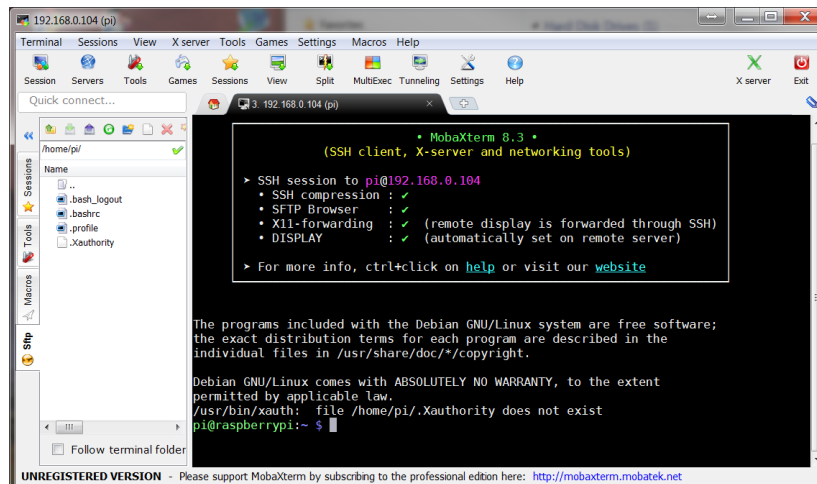 192.168.0.104 (pi)
Terminal Sessions View X server Tools Games Settings Macros Help
Session Servers Tools Games Sessions View Split MultiExec Tunneling Settings Help X server Exit
Quick connect...
3. 192.168.0.104 (pi)
/home/pi/
Name
..
.bash_logout
.bashrc
.profile
.Xauthority
Sessions
Tools
Macros
Sftp
• MobaXterm 8.3 •
(SSH client, X-server and networking tools)
➤ SSH session to pi@192.168.0.104
• SSH compression : ✔
• SFTP Browser : ✔
• X11-forwarding : ✔ (remote display is forwarded through SSH)
• DISPLAY : ✔ (automatically set on remote server)
➤ For more info, ctrl+click on help or visit our website
The programs included with the Debian GNU/Linux system are free software;
the exact distribution terms for each program are described in the
individual files in /usr/share/doc/*/copyright.
Debian GNU/Linux comes with ABSOLUTELY NO WARRANTY, to the extent
permitted by applicable law.
/usr/bin/xauth: file /home/pi/.Xauthority does not exist
pi@raspberrypi:~ $
Follow terminal folder
UNREGISTERED VERSION - Please support MobaXterm by subscribing to the professional edition here: http://mobaxterm.mobatek.net